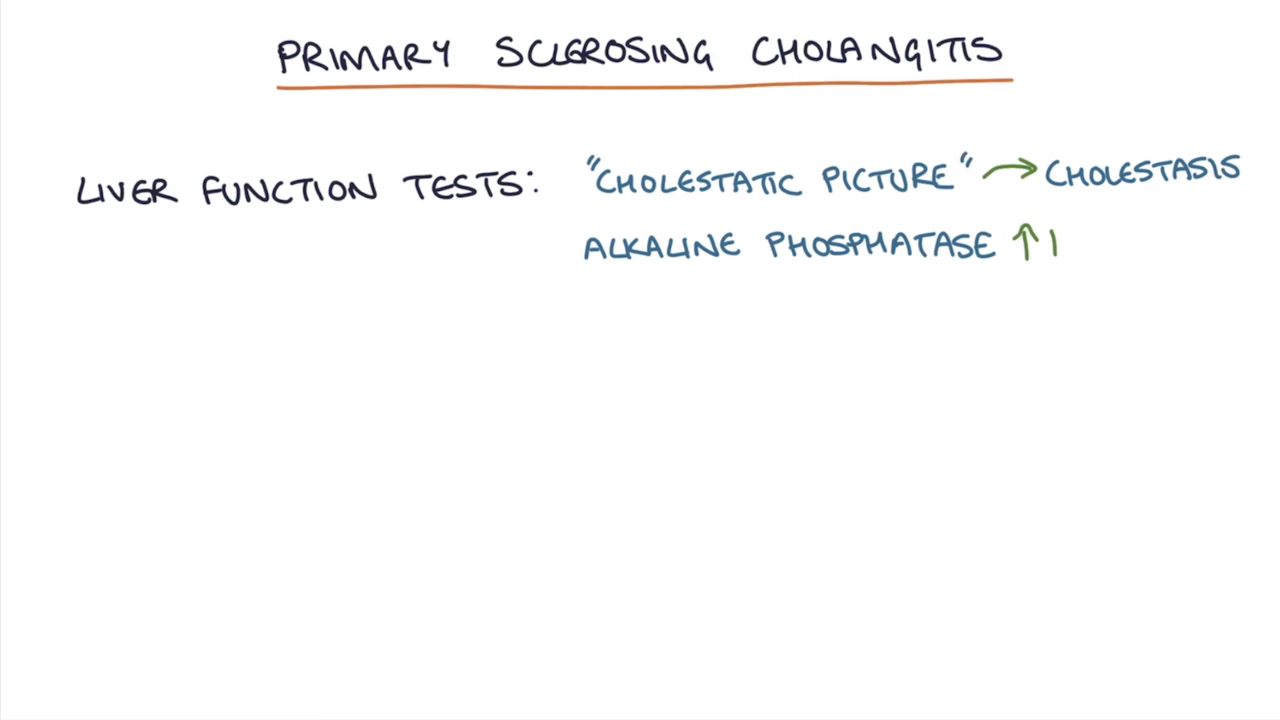 PRIMARY SCLEROSING CHOLANGITIS
LIVER FUNCTION TESTS: "CHOLESTATIC PICTURE" → CHOLESTASIS
ALKALINE PHOSPHATASE ↑ I